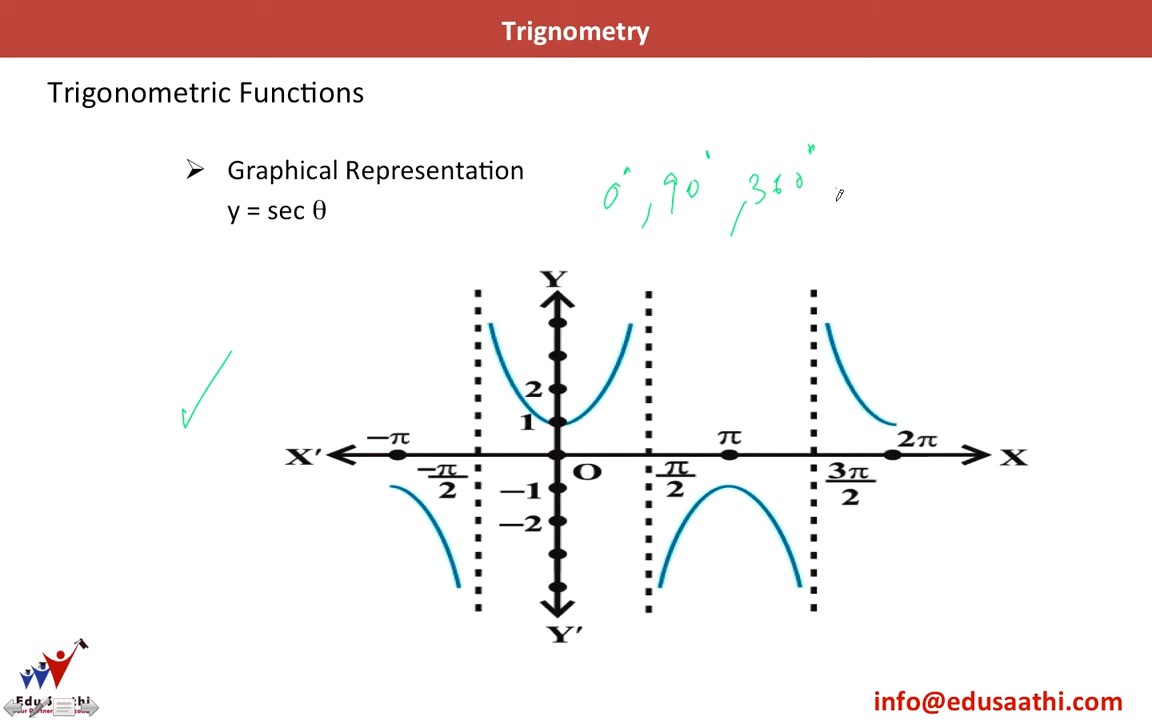 Trignometry
Trigonometric Functions
➢ Graphical Representation
y = sec θ
0°, 90°, 360°
Y
2
1
−π
π
2π
X′
O
X
−π/2
π/2
3π/2
−1
−2
Y′
info@edusaathi.com